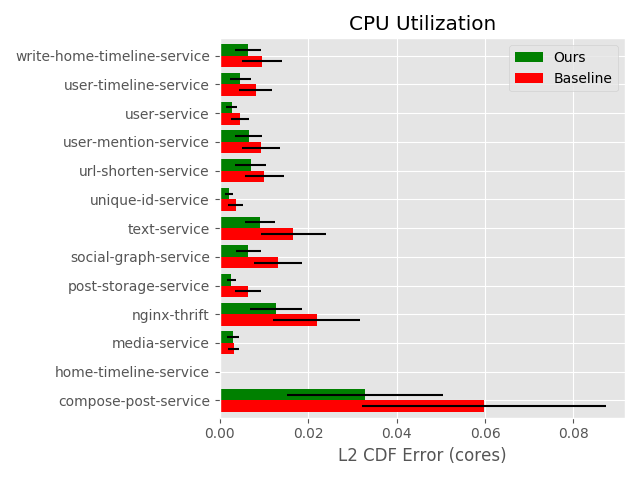 CPU Utilization
write-home-timeline-service
user-timeline-service
user-service
user-mention-service
url-shorten-service
unique-id-service
text-service
social-graph-service
post-storage-service
nginx-thrift
media-service
home-timeline-service
compose-post-service
Ours
Baseline
0.00 0.02 0.04 0.06 0.08
L2 CDF Error (cores)